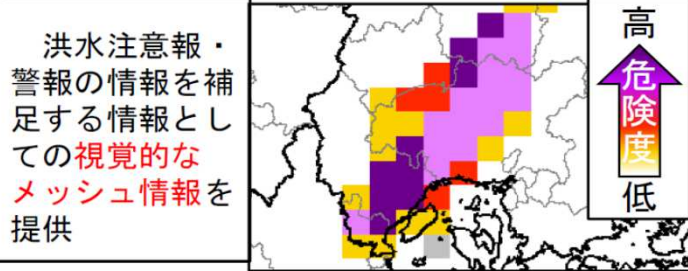 洪水注意報・
警報の情報を補
足する情報とし
ての視覚的な
メッシュ情報を
提供
高
危険度
低